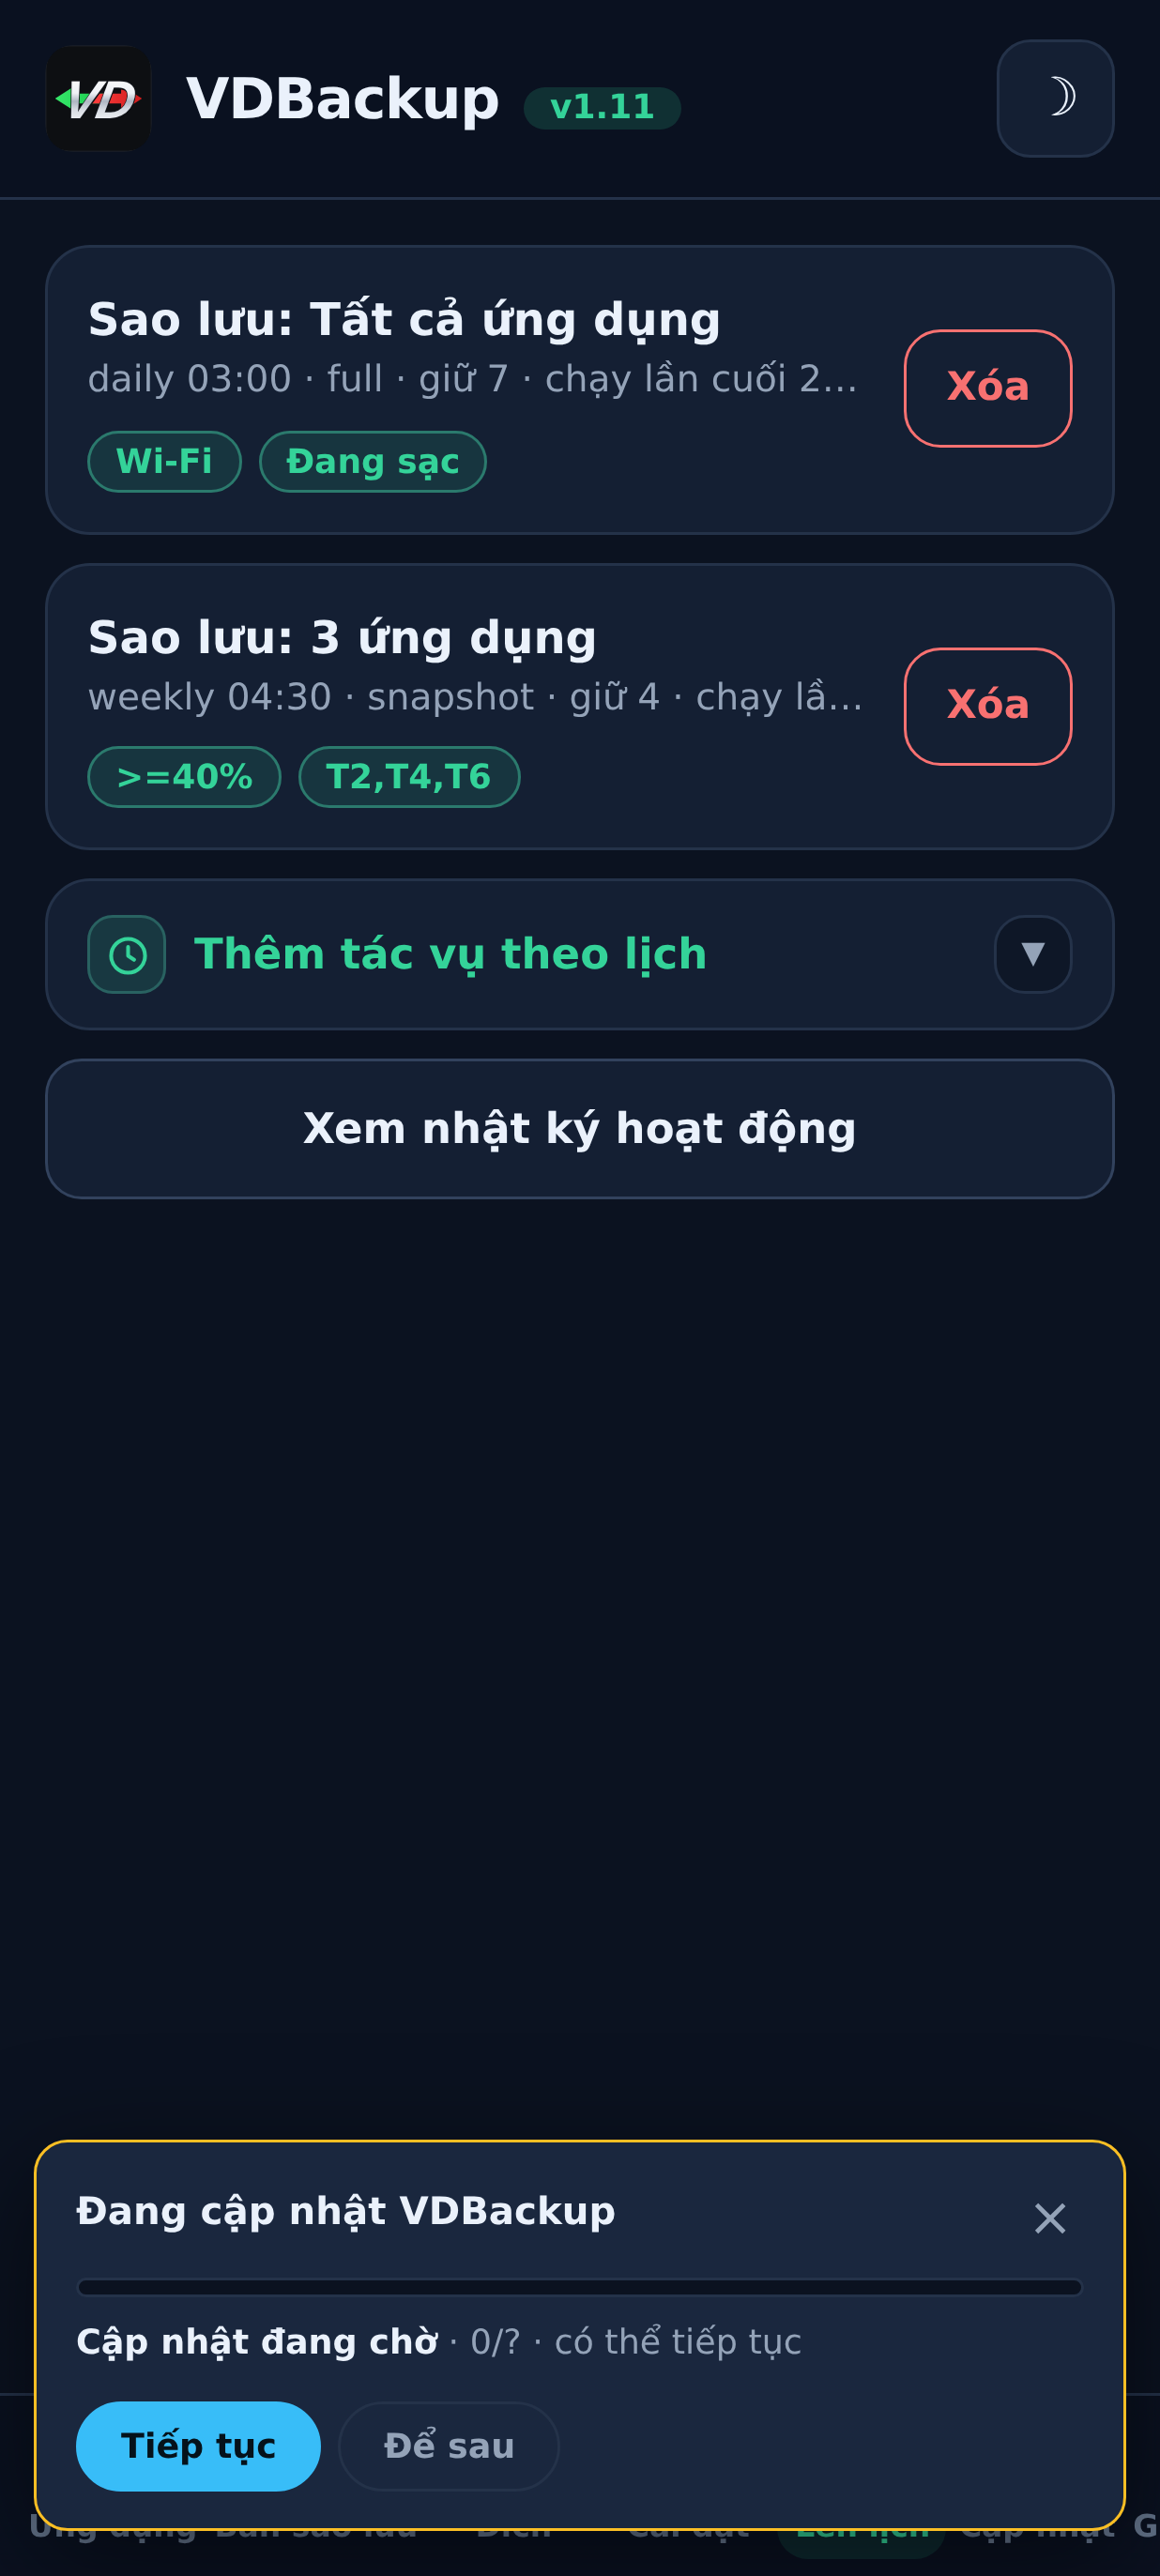 VD
VDBackup v1.11
Sao lưu: Tất cả ứng dụng
daily 03:00 · full · giữ 7 · chạy lần cuối 2...
Xóa
Wi-Fi
Đang sạc
Sao lưu: 3 ứng dụng
weekly 04:30 · snapshot · giữ 4 · chạy lầ...
Xóa
>=40%
T2,T4,T6
Thêm tác vụ theo lịch
Xem nhật ký hoạt động
Đang cập nhật VDBackup
Cập nhật đang chờ · 0/? · có thể tiếp tục
Tiếp tục
Để sau